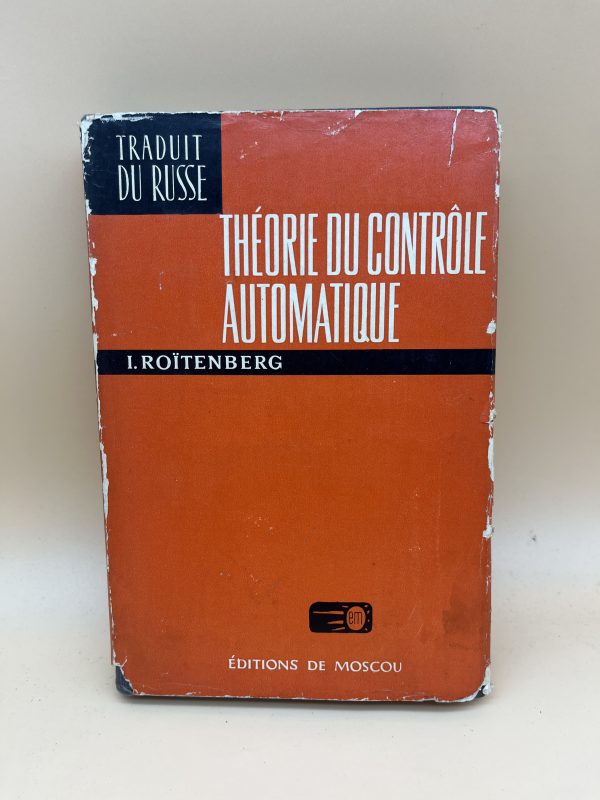 TRADUIT
DU RUSSE
THÉORIE DU CONTRÔLE
AUTOMATIQUE
I. ROÏTENBERG
em
ÉDITIONS DE MOSCOU